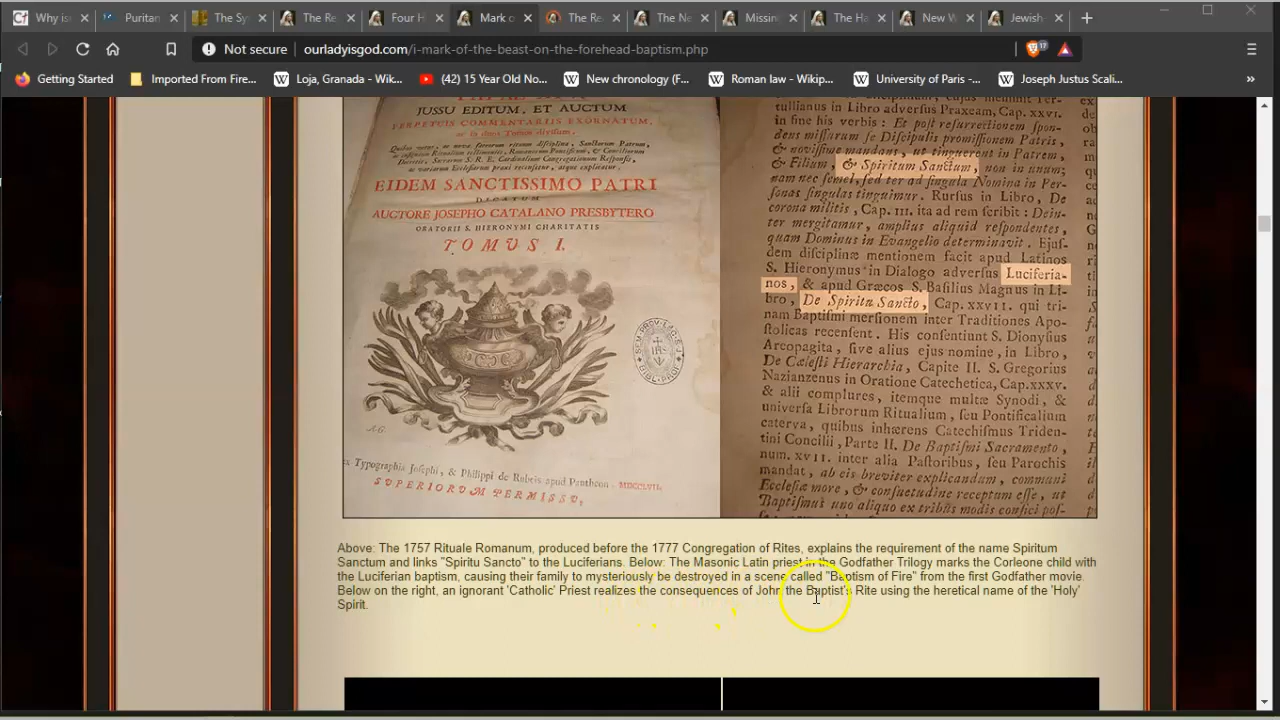 Why is
Puritan
The Sy
The Re
Four H
Mark o
The Re
The Ne
Missin
The Ha
New W
Jewish
Not secure
ourladyisgod.com/i-mark-of-the-beast-on-the-forehead-baptism.php
17
Getting Started
Imported From Fire...
Loja, Granada - Wik...
(42) 15 Year Old No...
New chronology (F...
Roman law - Wikip...
University of Paris -...
Joseph Justus Scali...
JUSSU EDITUM, ET AUCTUM
PERPETUIS COMMENTARIIS EXORNATUM,
EIDEM SANCTISSIMO PATRI
DICATUM
AUCTORE JOSEPHO CATALANO PRESBYTERO
ORATORII S. HIERONYMI CHARITATIS
TOMVS I.
ex Typographia Josephi, & Philippi de Rubeis apud Pantheon. MDCCLVII.
SUPERIORUM PERMISSU,
tullianus in Libro adversus Praxeam, Cap. XXVI.
in fine his verbis: Et post resurrectionem spon-
dens missurum se Discipulis promissionem Patris,
& novissime mandans, ut tinguerent in Patrem,
& Filium, & Spiritum Sanctum, non in unum;
nam nec semel, sed ter ad singula Nomina in Per-
sonas singulas tinguimur. Rursus in Libro, De
corona militis, Cap. III. ita ad rem scribit: Dein-
ter mergitamur, amplius aliquid respondentes,
quam Dominus in Evangelio determinavit. Ejuſ-
dem diſciplinæ mentionem facit apud Latinos
S. Hieronymus in Dialogo adverſus Luciferia-
nos, & apud Græcos S. Baſilius Magnus in Li-
bro, De Spiritu Sancto, Cap. XXVII. qui tri-
nam Baptiſmi merſionem inter Traditiones Apo-
ſtolicas recenſent. His conſentiunt S. Dionyſius
Areopagita, ſive alius ejus nomine, in Libro,
De Cæleſti Hierarchia, Capite II. S. Gregorius
Nazianzenus in Oratione Catechetica, Cap. XXXV.
& alii complures, itemque multæ Synodi, &
univerſa Librorum Ritualium, ſeu Pontificalium
caterva, quibus inhærens Catechiſmus Triden-
tini Concilii, Parte II. De Baptiſmi Sacramento,
num. XVII. inter alia Paſtoribus, ſeu Parochis
mandat, ab eis breviter explicandum, communi
Eccleſiæ more, & conſuetudine receptum eſſe, ut
Baptiſmus uno aliquo ex tribus modis confici poſ-
Above: The 1757 Rituale Romanum, produced before the 1777 Congregation of Rites, explains the requirement of the name Spiritum
Sanctum and links "Spiritu Sancto" to the Luciferians. Below: The Masonic Latin priest in the Godfather Trilogy marks the Corleone child with
the Luciferian baptism, causing their family to mysteriously be destroyed in a scene called "Baptism of Fire" from the first Godfather movie.
Below on the right, an ignorant 'Catholic' Priest realizes the consequences of John the Baptist's Rite using the heretical name of the 'Holy'
Spirit.